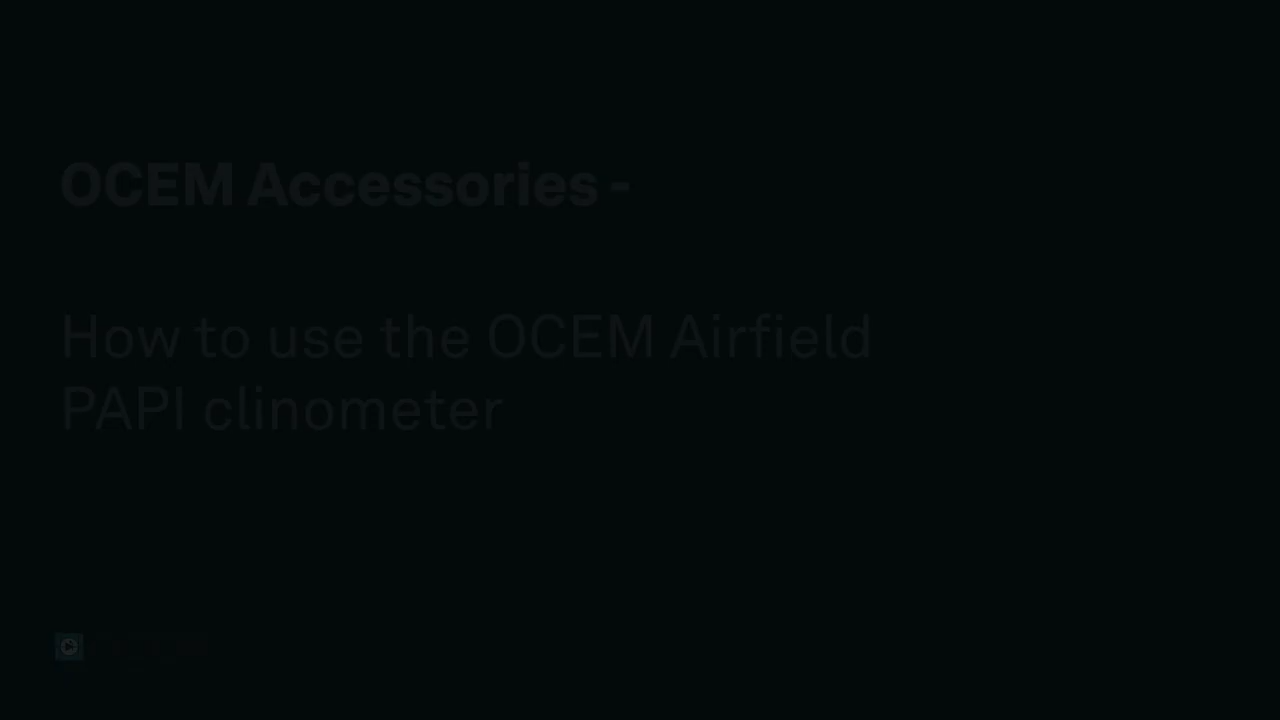 OCEM Accessories -
How to use the OCEM Airfield
PAPI clinometer